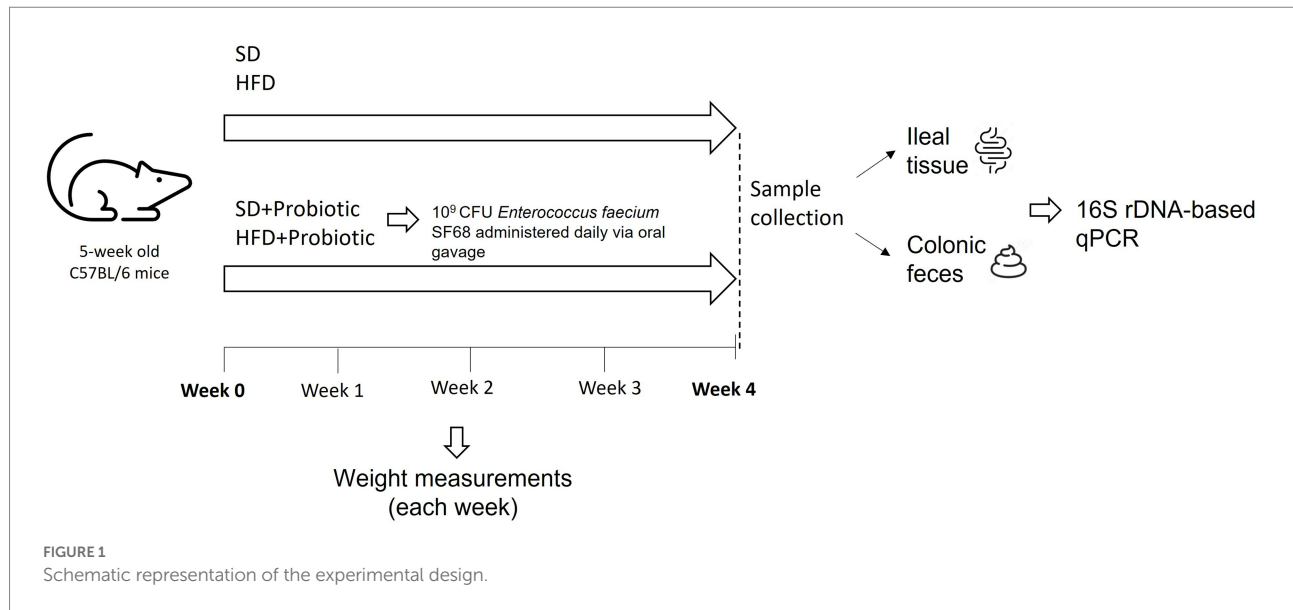 SD
HFD
5-week old
C57BL/6 mice
SD+Probiotic
HFD+Probiotic
10⁹ CFU Enterococcus faecium
SF68 administered daily via oral
gavage
Week 0
Week 1
Week 2
Week 3
Week 4
Weight measurements
(each week)
Sample
collection
Ileal
tissue
Colonic
feces
16S rDNA-based
qPCR
FIGURE 1
Schematic representation of the experimental design.